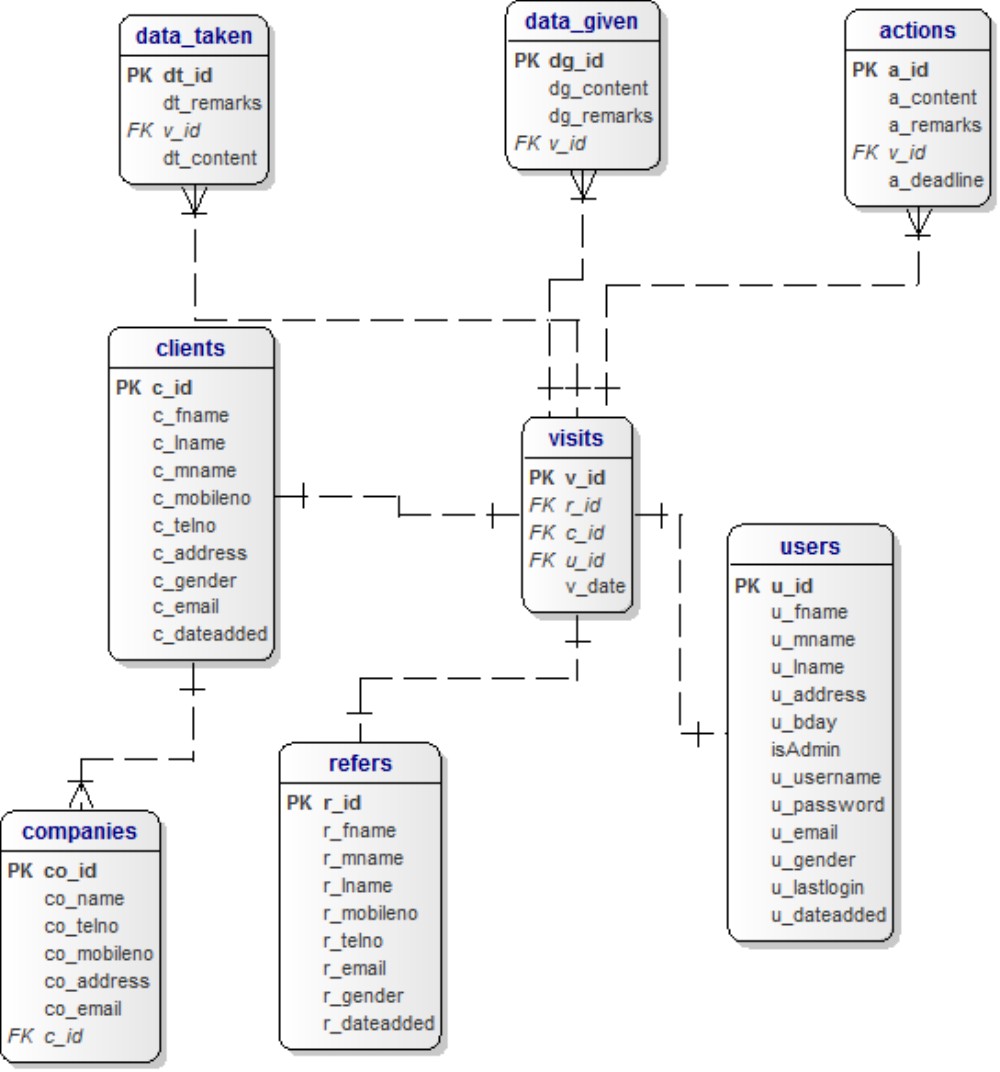 data_taken
PK dt_id
dt_remarks
FK v_id
dt_content
data_given
PK dg_id
dg_content
dg_remarks
FK v_id
actions
PK a_id
a_content
a_remarks
FK v_id
a_deadline
clients
PK c_id
c_fname
c_lname
c_mname
c_mobileno
c_telno
c_address
c_gender
c_email
c_dateadded
visits
PK v_id
FK r_id
FK c_id
FK u_id
v_date
users
PK u_id
u_fname
u_mname
u_lname
u_address
u_bday
isAdmin
u_username
u_password
u_email
u_gender
u_lastlogin
u_dateadded
companies
PK co_id
co_name
co_telno
co_mobileno
co_address
co_email
FK c_id
refers
PK r_id
r_fname
r_mname
r_lname
r_mobileno
r_telno
r_email
r_gender
r_dateadded